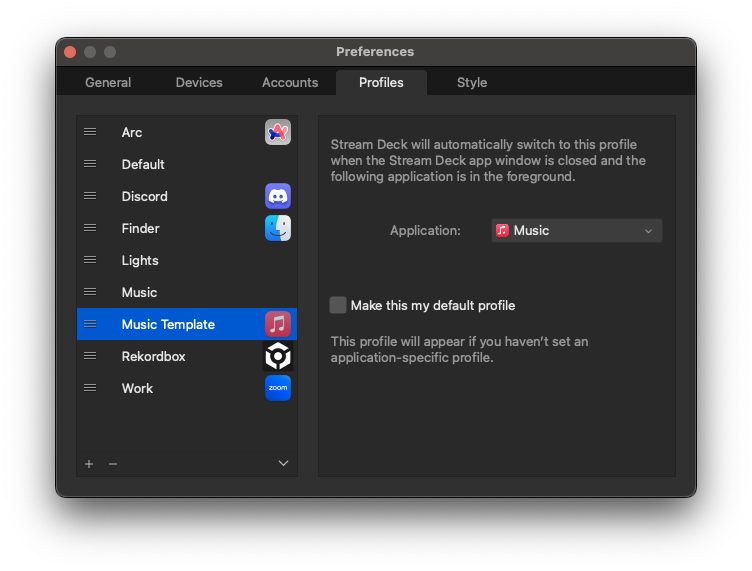 Preferences
General
Devices
Accounts
Profiles
Style
Arc
Default
Discord
Finder
Lights
Music
Music Template
Rekordbox
Work
zoom
Stream Deck will automatically switch to this profile
when the Stream Deck app window is closed and the
following application is in the foreground.
Application:
Music
Make this my default profile
This profile will appear if you haven't set an
application-specific profile.